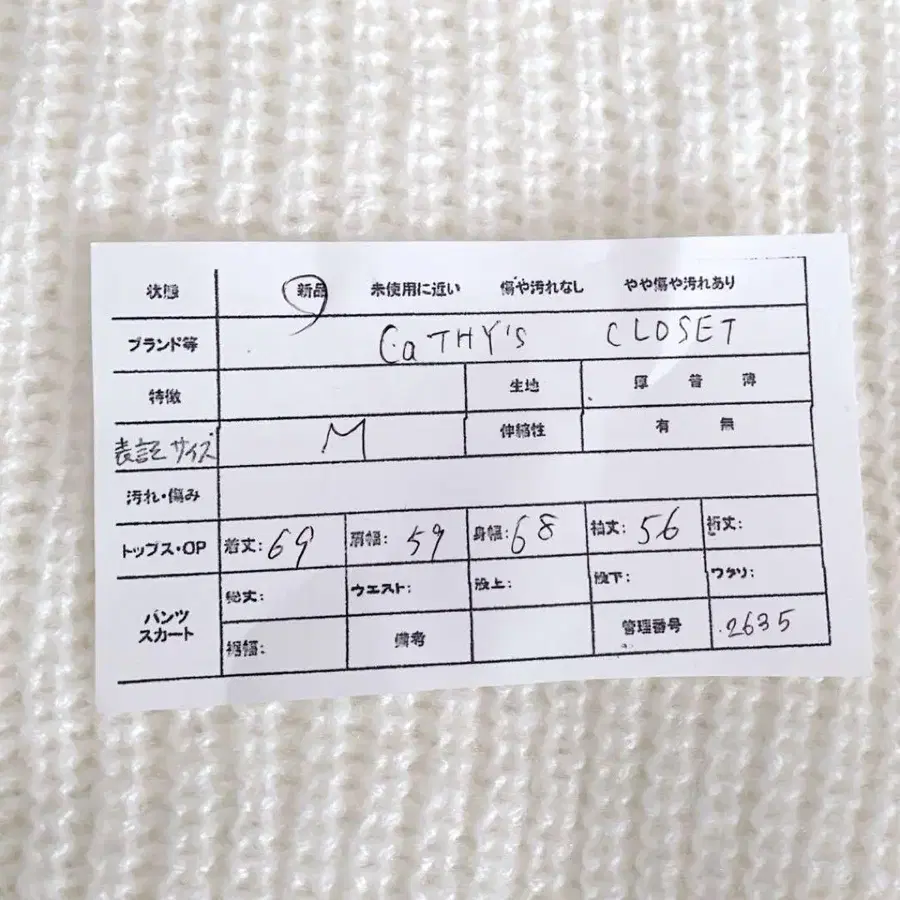 状態 新品 未使用に近い 傷や汚れなし やや傷や汚れあり
ブランド等 CaTHY'S CLOSET
特徴 生地 厚 普 薄
表記サイズ M 伸縮性 有 無
汚れ・傷み
トップス・OP 着丈: 69 肩幅: 59 身幅: 68 袖丈: 56 裄丈:
パンツ スカート 総丈: ウエスト: 股上: 股下: ワタリ:
裾幅: 備考 管理番号 2635